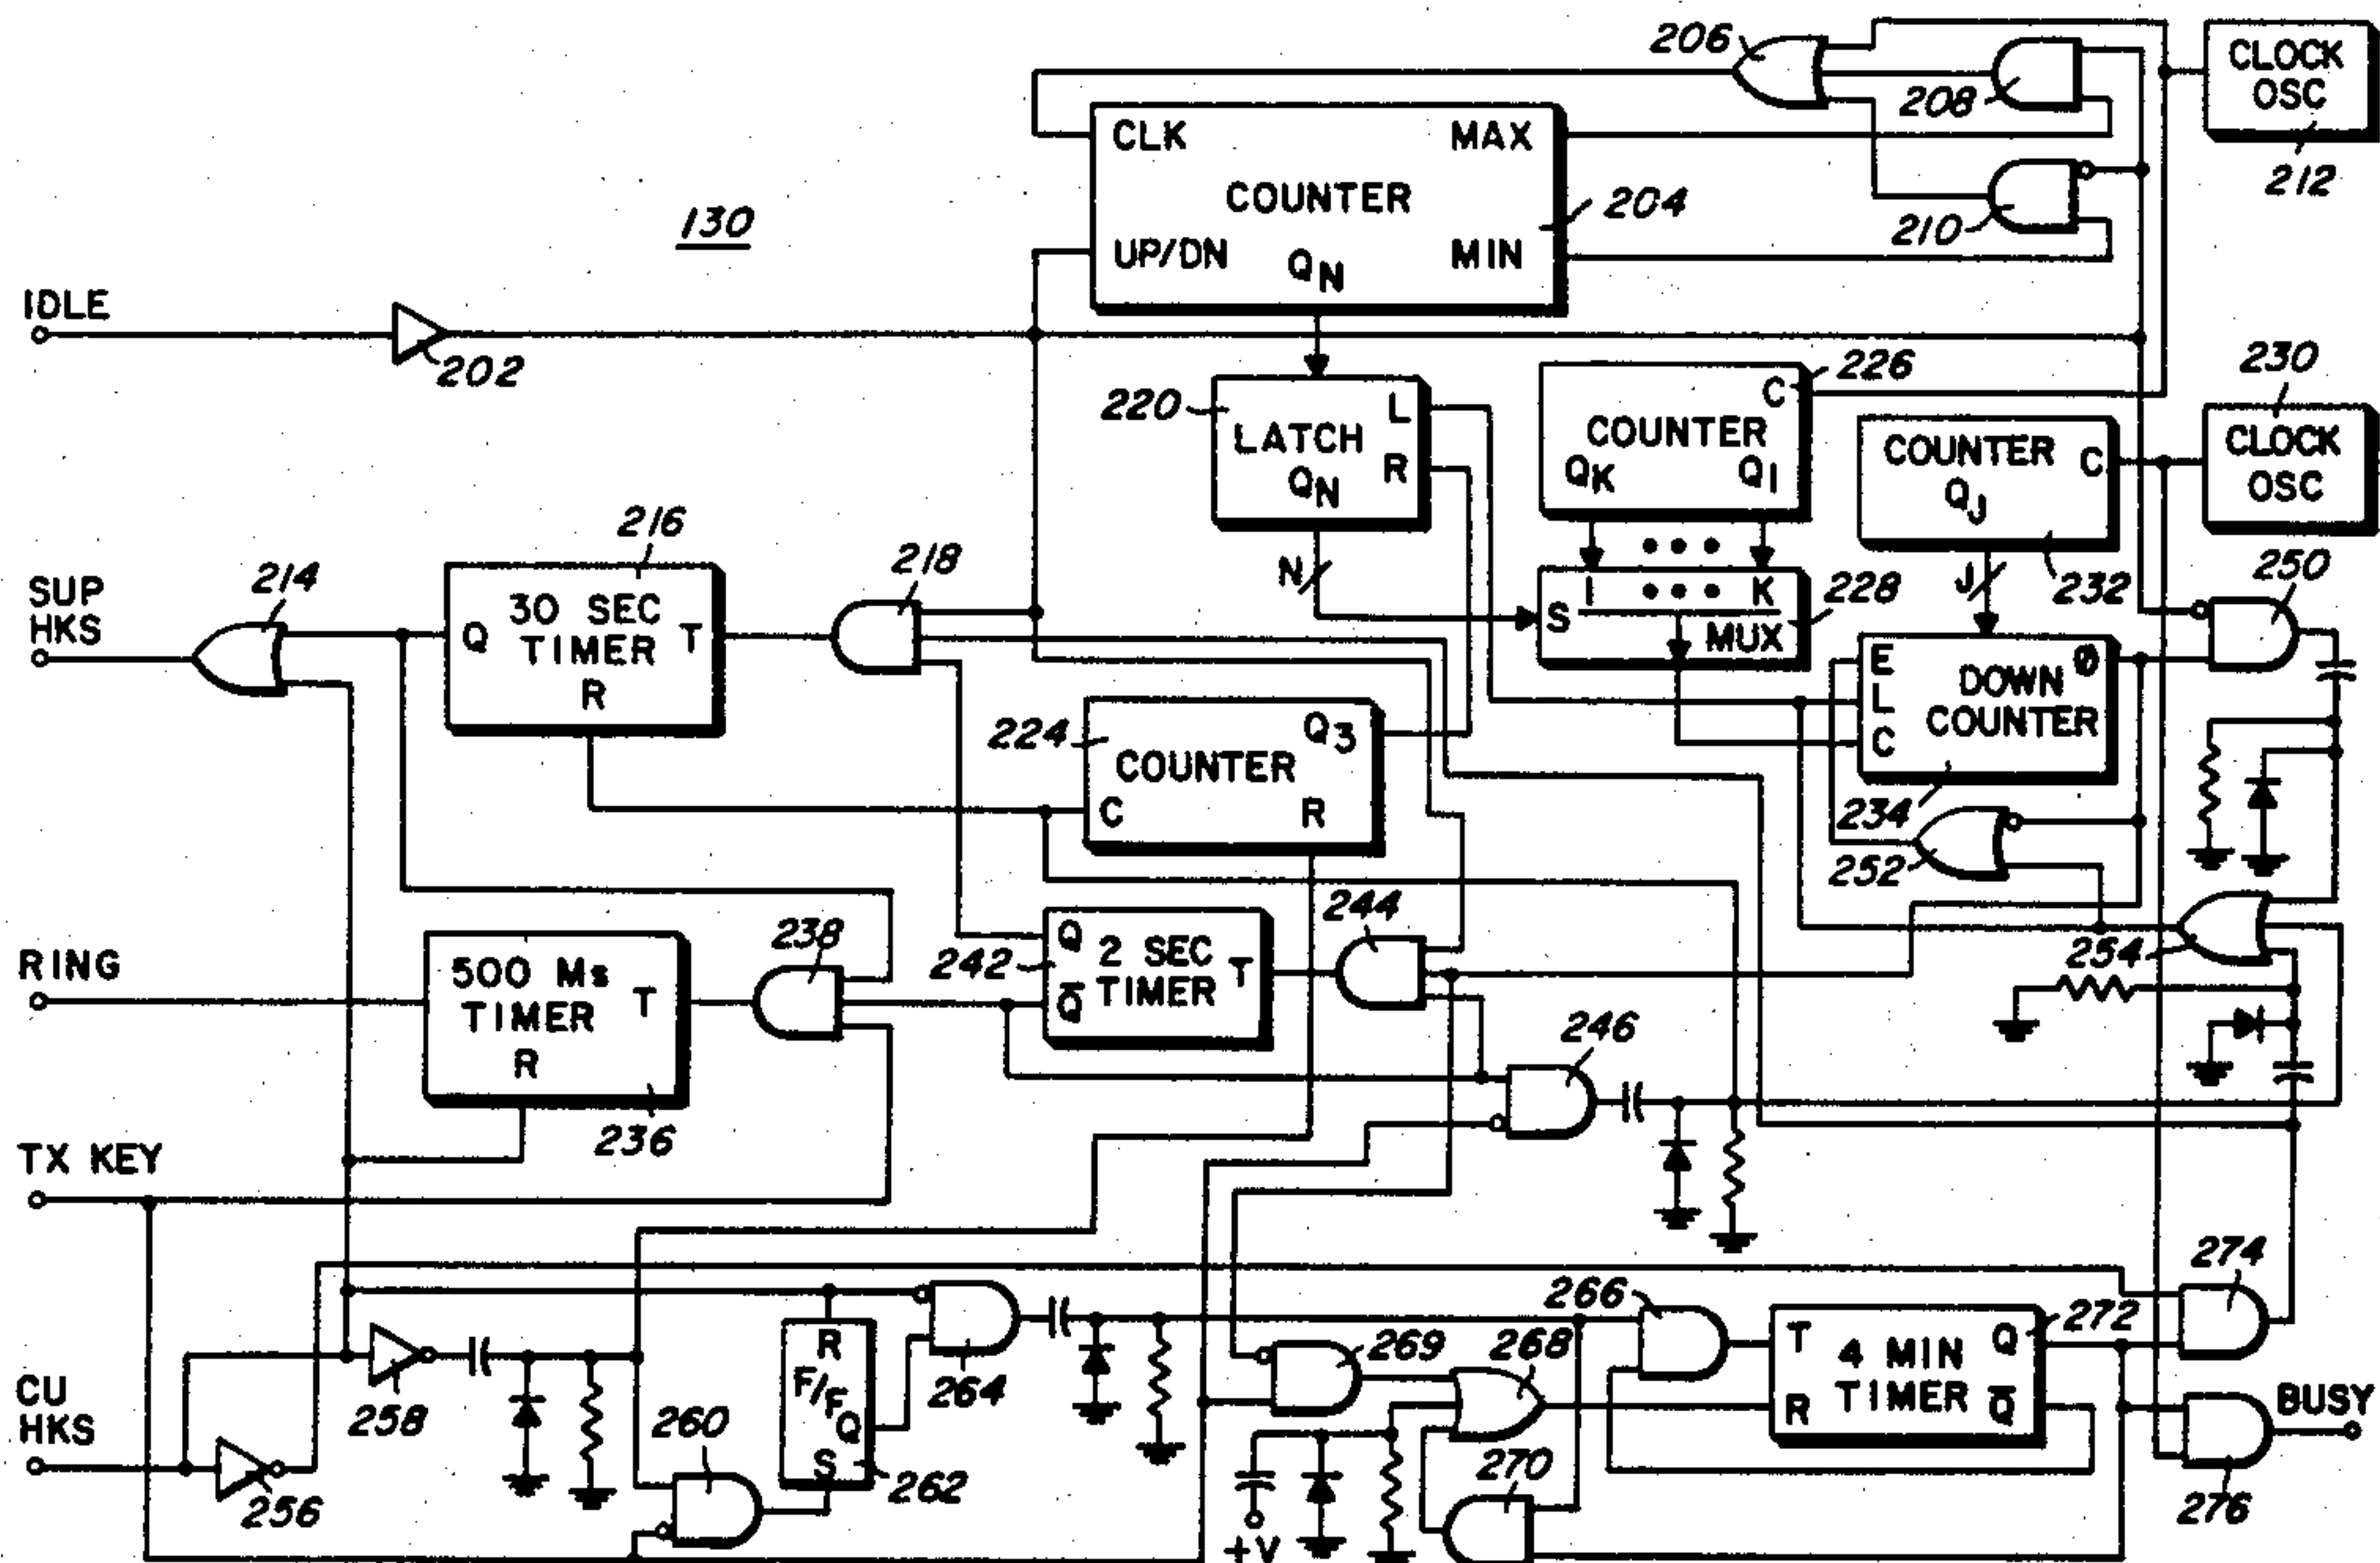 206
208
CLOCK
OSC
212
CLK
MAX
COUNTER
204
210
130
UP/DN
QN
MIN
IDLE
202
220
LATCH
QN
L
R
226
C
COUNTER
QK
QI
230
CLOCK
OSC
COUNTER
C
QJ
232
216
218
214
SUP
HKS
Q
30 SEC
TIMER
T
R
N
S
I
K
MUX
228
J
250
E
L
C
Ø
DOWN
COUNTER
234
224
Q3
COUNTER
C
R
252
RING
238
500 Ms
TIMER
T
R
236
242
Q
Q̅
2 SEC
TIMER
T
244
254
246
TX KEY
274
266
R
F/F
Q
S
262
264
269
268
T
4 MIN
TIMER
Q
272
R
Q̅
BUSY
CU
HKS
258
260
256
270
276
+V